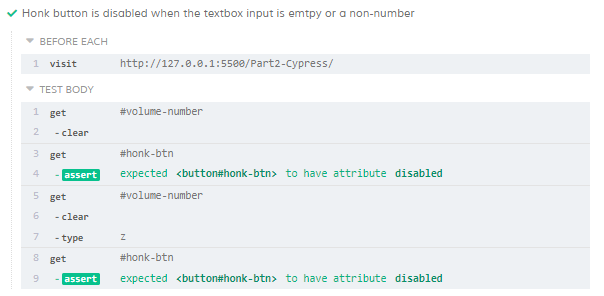 Honk button is disabled when the textbox input is emtpy or a non-number
BEFORE EACH
1 visit http://127.0.0.1:5500/Part2-Cypress/
TEST BODY
1 get #volume-number
2 -clear
3 get #honk-btn
4 -assert expected <button#honk-btn> to have attribute disabled
5 get #volume-number
6 -clear
7 -type z
8 get #honk-btn
9 -assert expected <button#honk-btn> to have attribute disabled